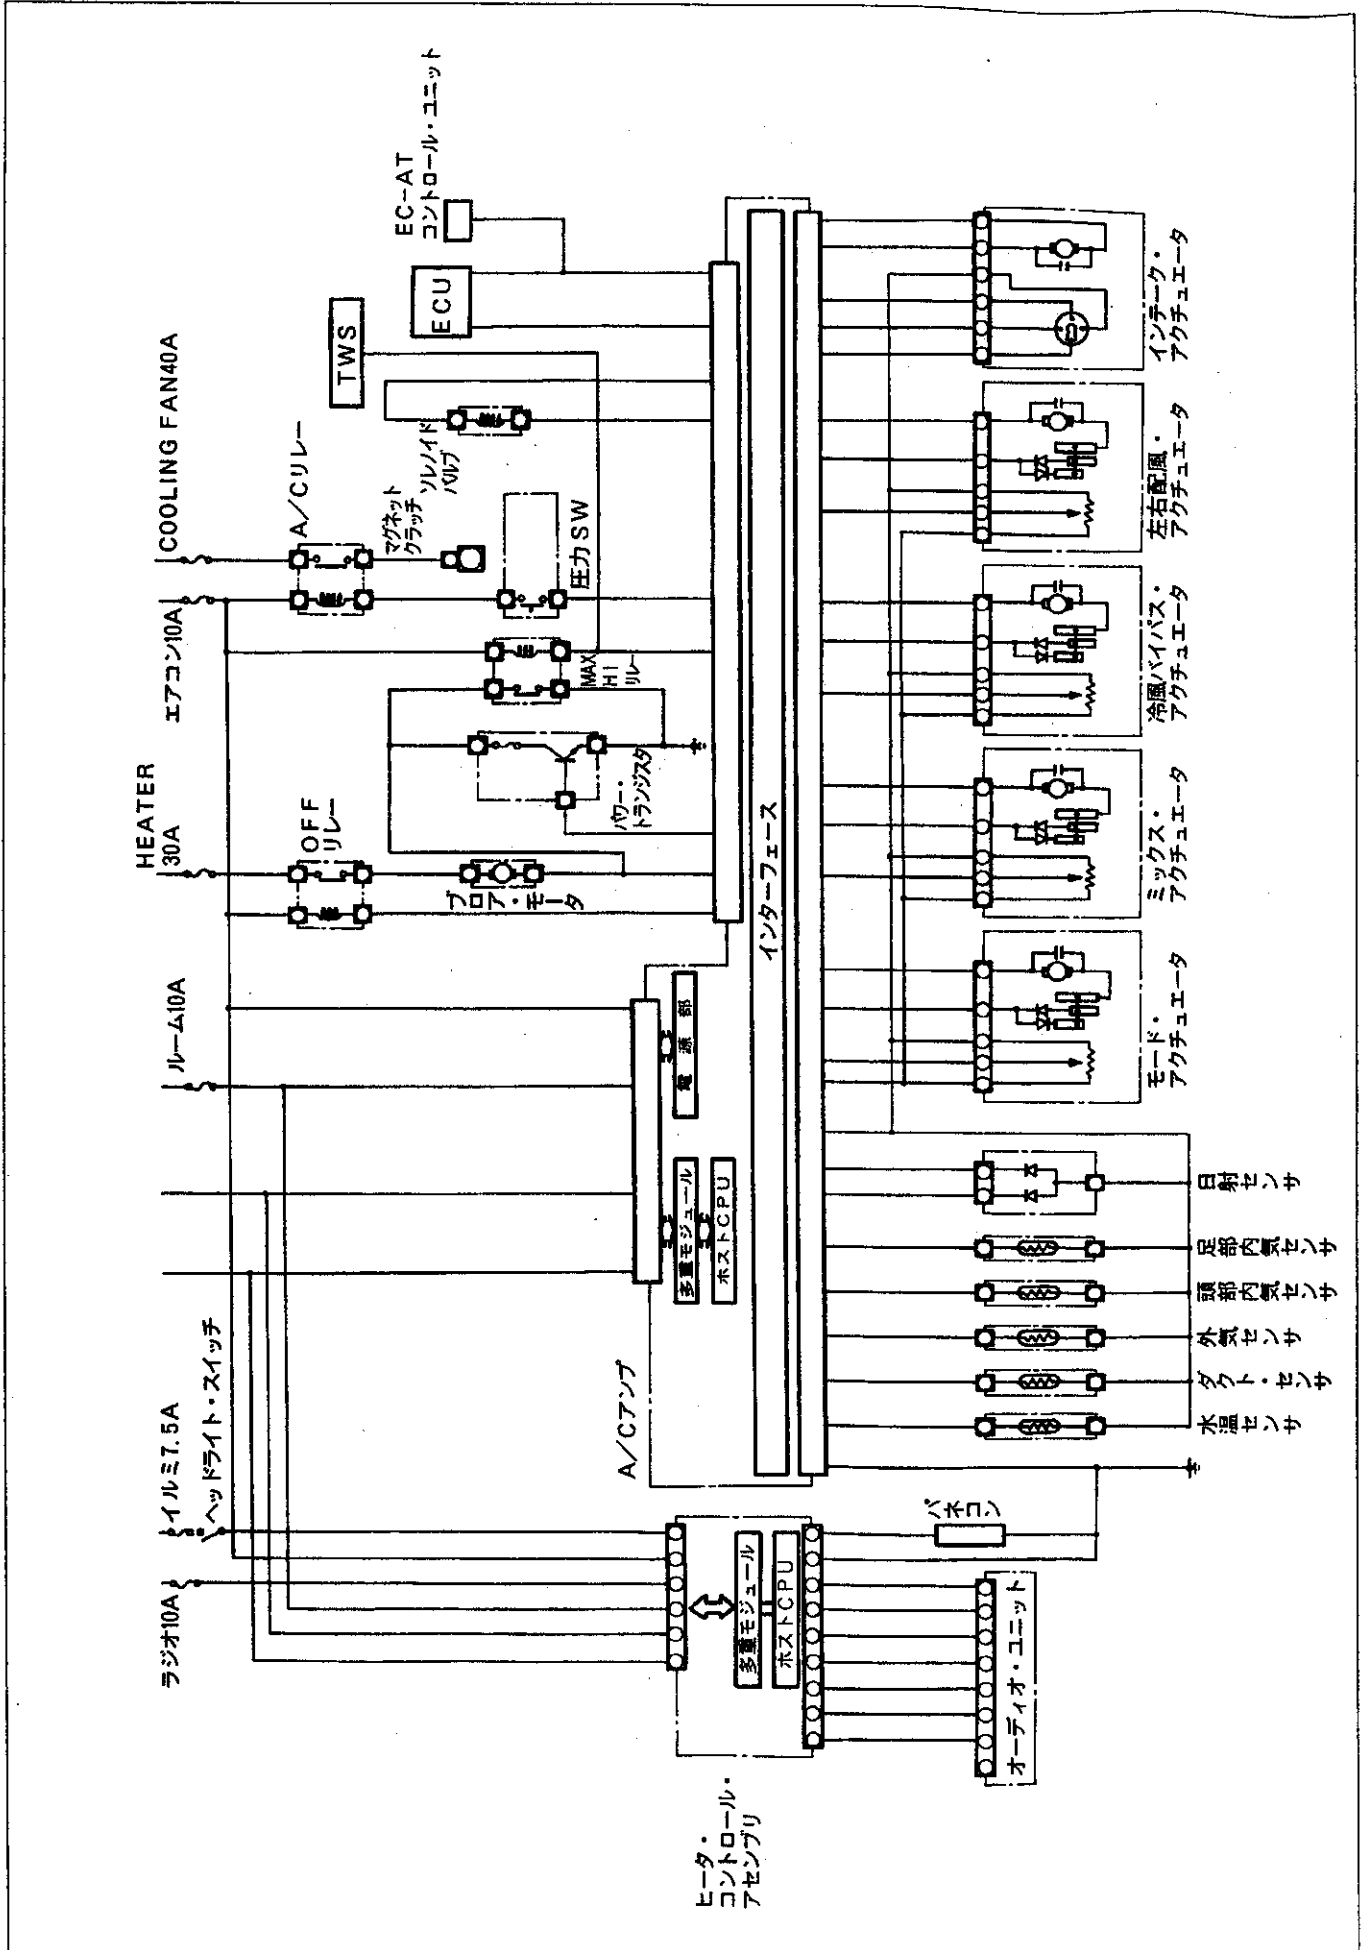 ラジオ10A
イルミ7.5A
ヘッドライト・スイッチ
ルーム10A
HEATER
30A
エアコン10A
COOLING FAN40A
OFF
リレー
A/Cリレー
TWS
ECU
EC-AT
コントロール・ユニット
マグネット
クラッチ
ソレノイド
バルブ
圧力SW
MAX
HI
リレー
パワー・
トランジスタ
ブロア・モータ
A/Cアンプ
電源部
多重モジュール
ホストCPU
インターフェース
ヒータ・
コントロール・
アセンブリ
多重モジュール
ホストCPU
パネコン
オーディオ・ユニット
水温センサ
ダクト・センサ
外気センサ
頭部内気センサ
足部内気センサ
日射センサ
モード・
アクチュエータ
ミックス・
アクチュエータ
冷風バイパス・
アクチュエータ
左右配風・
アクチュエータ
インテーク・
アクチュエータ